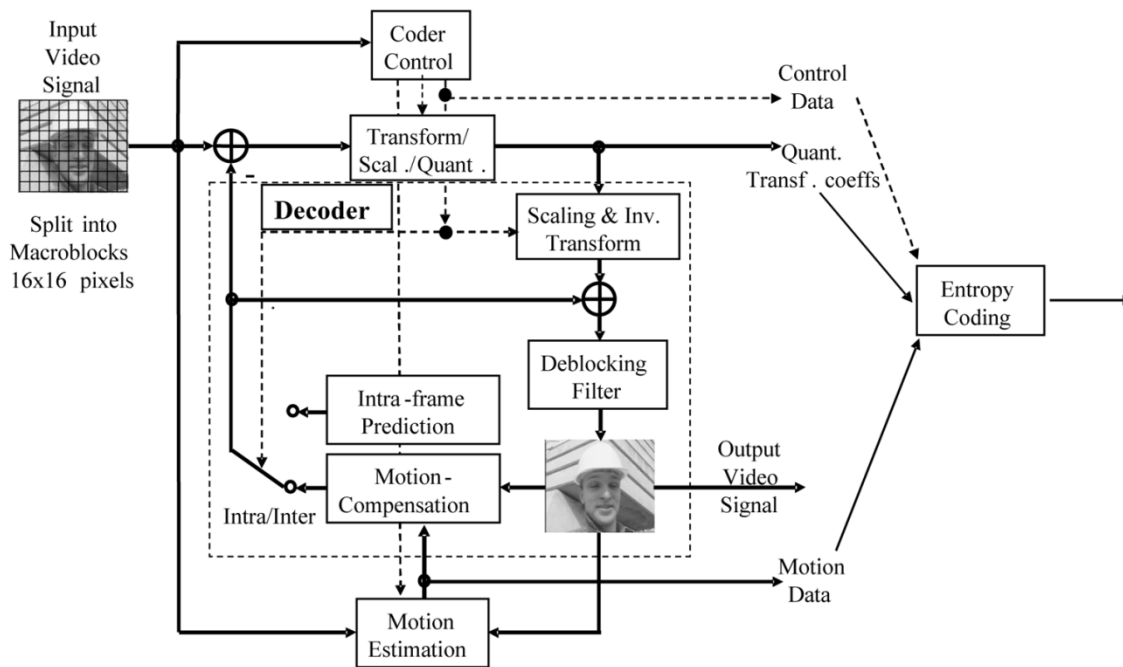 Input
Video
Signal
Split into
Macroblocks
16x16 pixels
Coder
Control
Transform/
Scal./Quant.
-
Decoder
Scaling & Inv.
Transform
Deblocking
Filter
Intra-frame
Prediction
Motion-
Compensation
Intra/Inter
Motion
Estimation
Control
Data
Quant.
Transf. coeffs
Entropy
Coding
Output
Video
Signal
Motion
Data